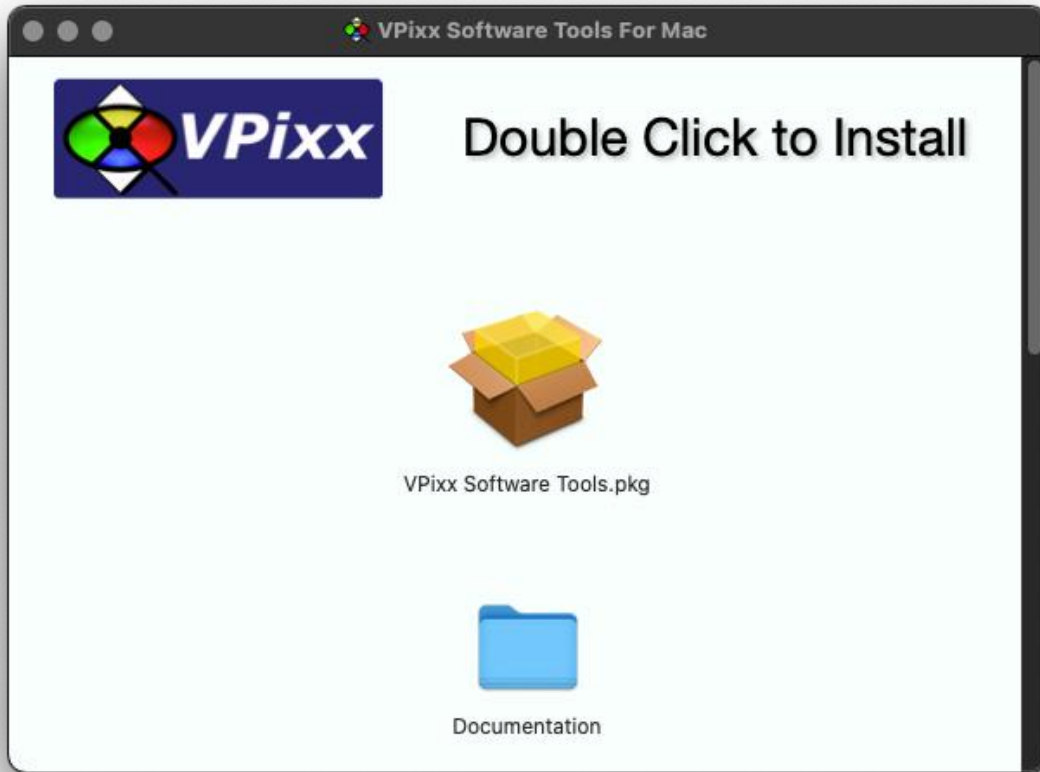 VPixx Software Tools For Mac
VPixx
Double Click to Install
VPixx Software Tools.pkg
Documentation